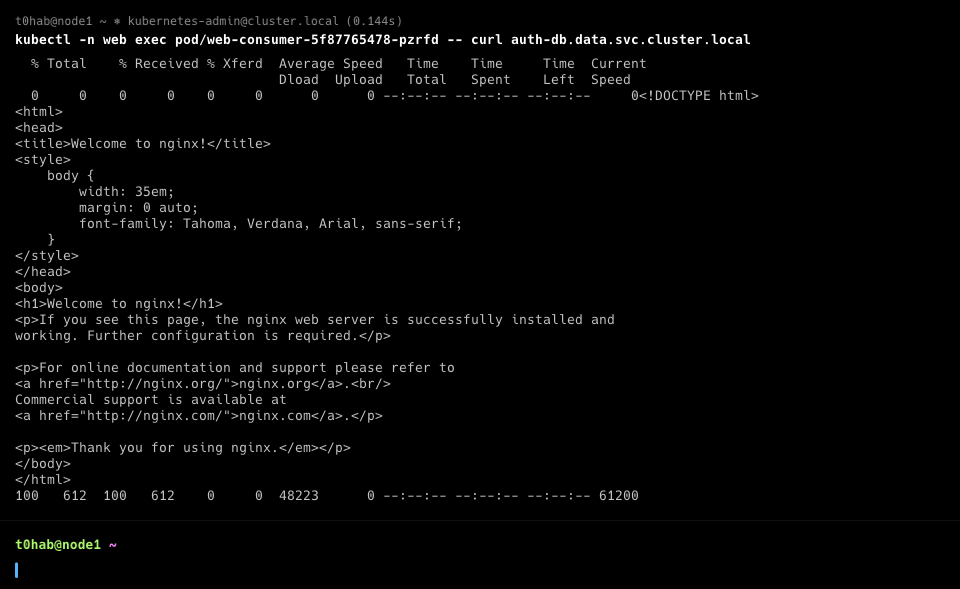 t0hab@node1 ~ ⎈ kubernetes-admin@cluster.local (0.144s)
kubectl -n web exec pod/web-consumer-5f87765478-pzrfd -- curl auth-db.data.svc.cluster.local
  % Total    % Received % Xferd  Average Speed   Time    Time     Time  Current
                                 Dload  Upload   Total   Spent    Left  Speed
  0     0    0     0    0     0      0      0 --:--:-- --:--:-- --:--:--     0<!DOCTYPE html>
<html>
<head>
<title>Welcome to nginx!</title>
<style>
    body {
        width: 35em;
        margin: 0 auto;
        font-family: Tahoma, Verdana, Arial, sans-serif;
    }
</style>
</head>
<body>
<h1>Welcome to nginx!</h1>
<p>If you see this page, the nginx web server is successfully installed and
working. Further configuration is required.</p>

<p>For online documentation and support please refer to
<a href="http://nginx.org/">nginx.org</a>.<br/>
Commercial support is available at
<a href="http://nginx.com/">nginx.com</a>.</p>

<p><em>Thank you for using nginx.</em></p>
</body>
</html>
100   612  100   612    0     0  48223      0 --:--:-- --:--:-- --:--:-- 61200
t0hab@node1 ~